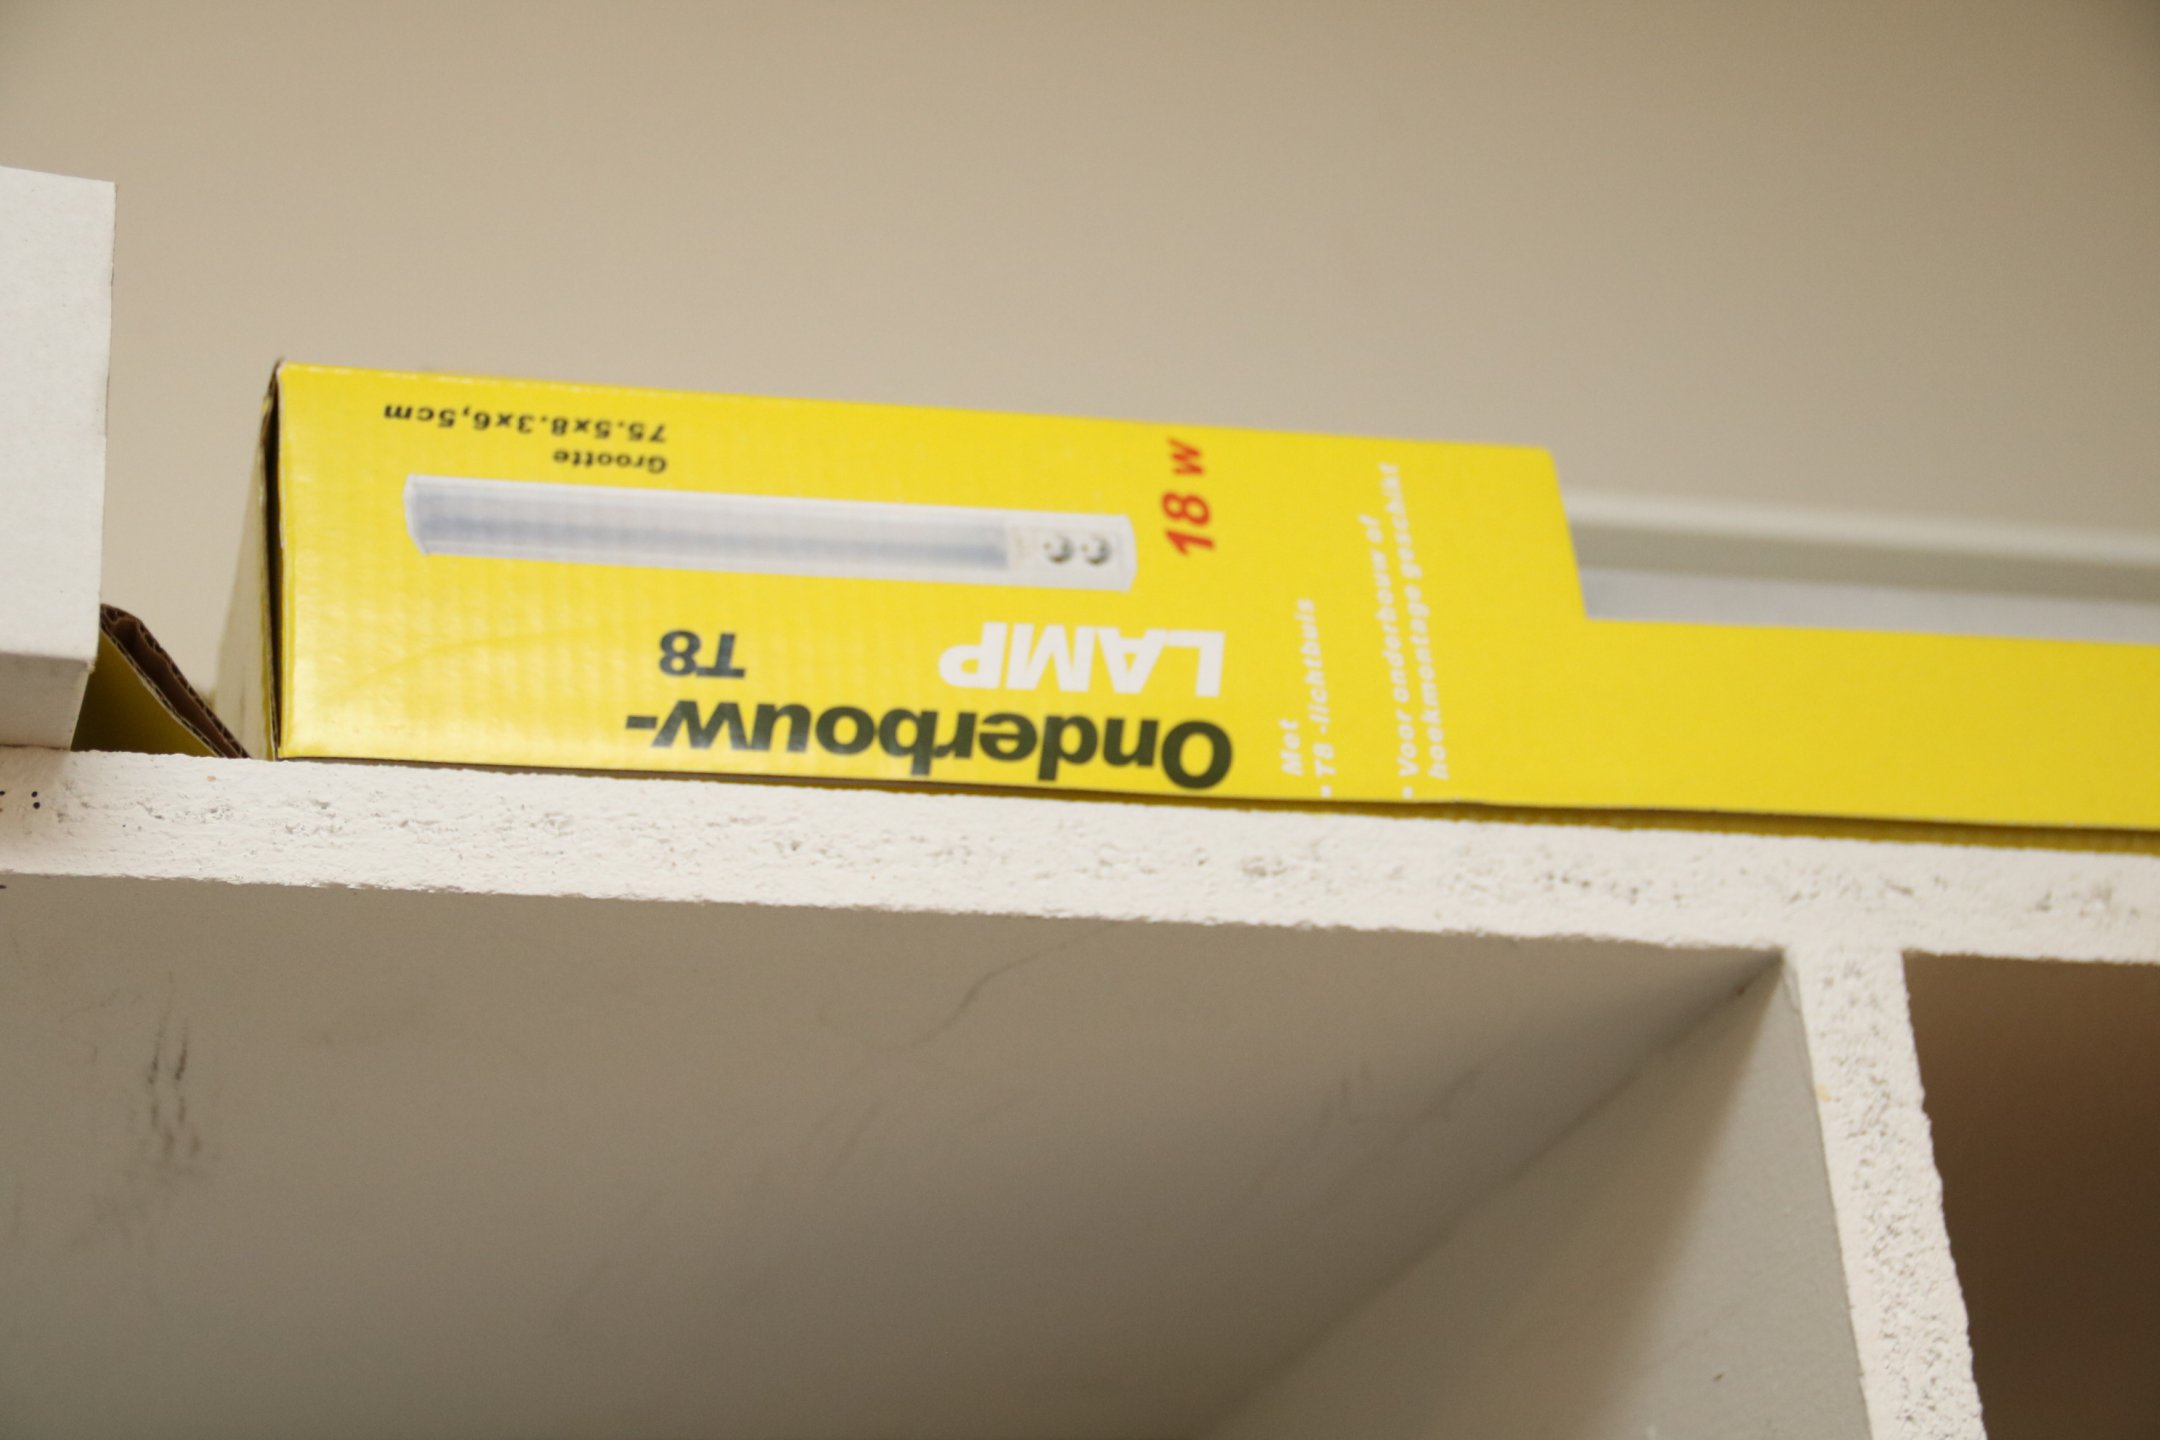 Onderbouw-
LAMP T8
18 w
Grootte
75.5x8.3x6,5cm
Met
• T8 -lichtbuis
• Voor onderbouw of
hoekmontage geschikt